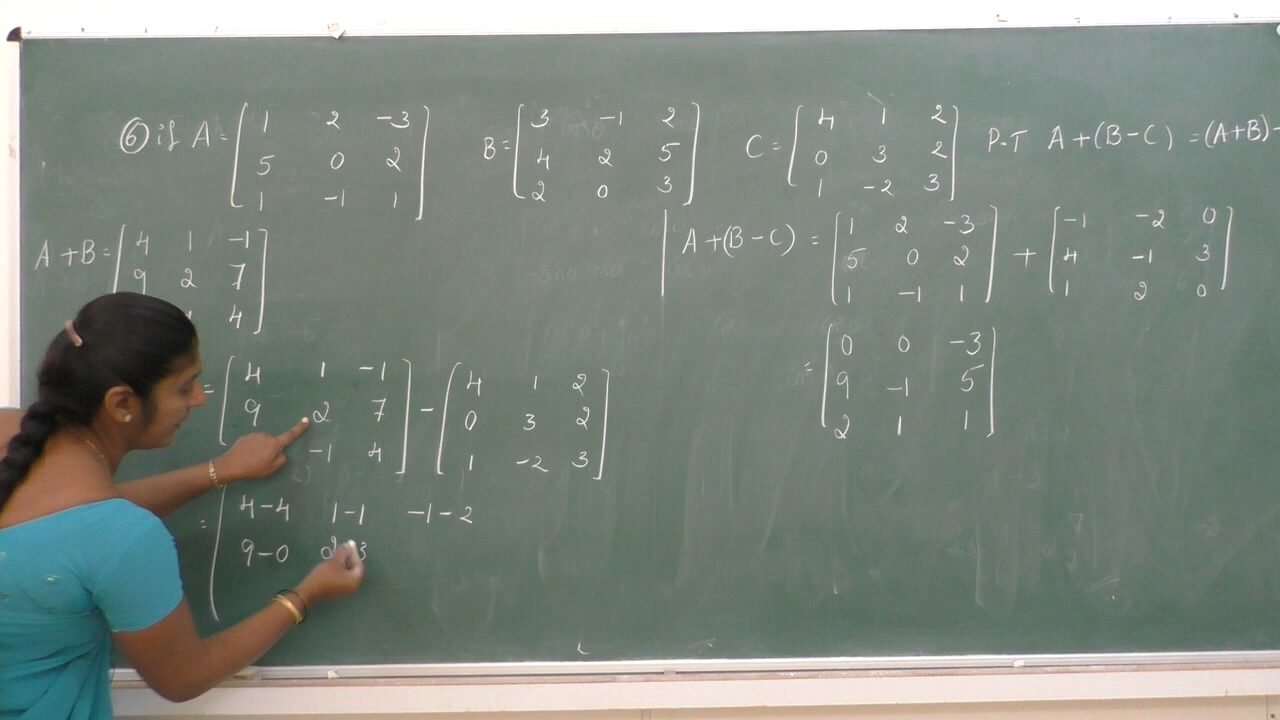 ⑥ if A = [ 1 2 -3 B = [ 3 -1 2 C = [ 4 1 2 P.T A+(B-C) = (A+B)-
5 0 2 4 2 5 0 3 2
1 -1 1 ] 2 0 3 ] 1 -2 3 ]
A+B = [ 4 1 -1
9 2 7
4 ]
= [ 4 1 -1 - [ 4 1 2
9 2 7 0 3 2
-1 4 ] 1 -2 3 ]
= [ 4-4 1-1 -1-2
9-0 2-3
A+(B-C) = [ 1 2 -3 + [ -1 -2 0
5 0 2 4 -1 3
1 -1 1 ] 1 2 0 ]
= [ 0 0 -3
9 -1 5
2 1 1 ]